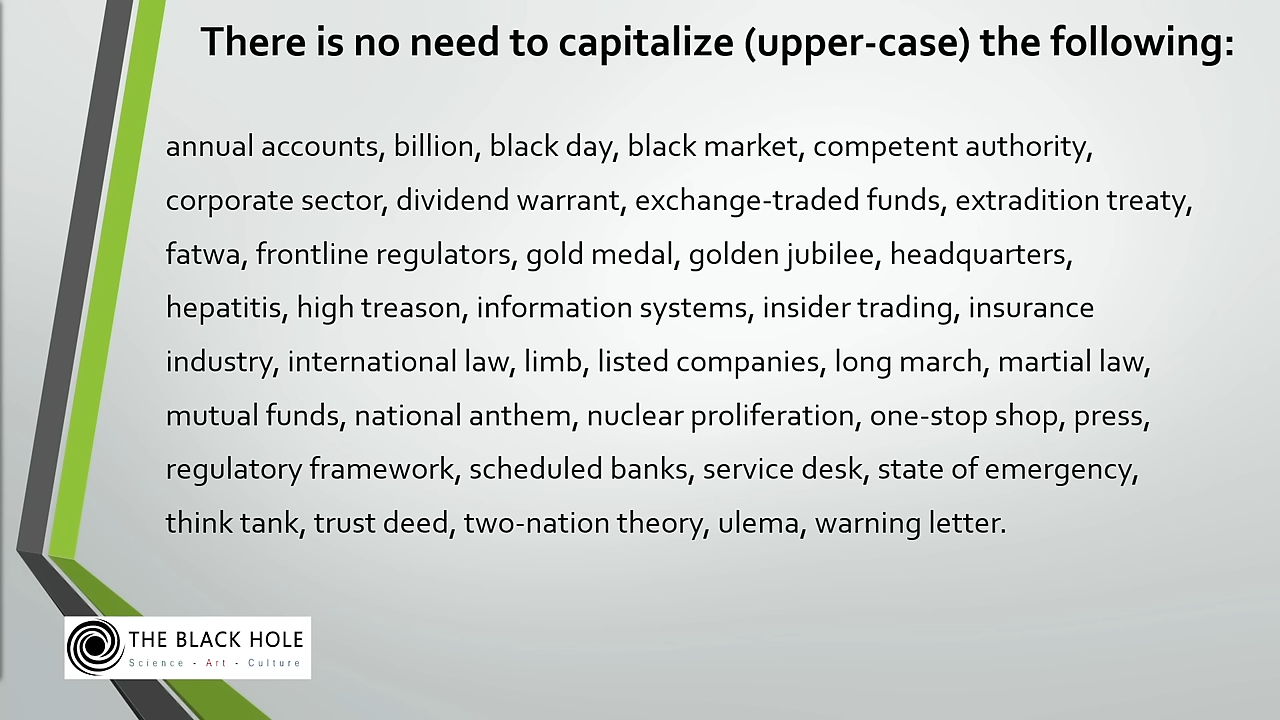 There is no need to capitalize (upper-case) the following:
annual accounts, billion, black day, black market, competent authority,
corporate sector, dividend warrant, exchange-traded funds, extradition treaty,
fatwa, frontline regulators, gold medal, golden jubilee, headquarters,
hepatitis, high treason, information systems, insider trading, insurance
industry, international law, limb, listed companies, long march, martial law,
mutual funds, national anthem, nuclear proliferation, one-stop shop, press,
regulatory framework, scheduled banks, service desk, state of emergency,
think tank, trust deed, two-nation theory, ulema, warning letter.
THE BLACK HOLE
Science - Art - Culture